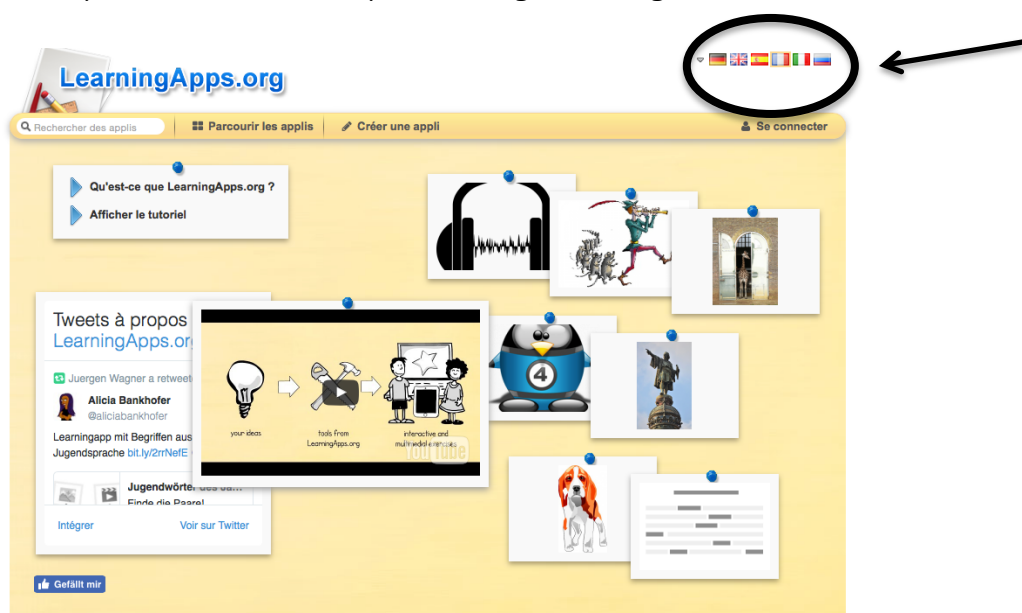 LearningApps.org
Rechercher des applis
Parcourir les applis
Créer une appli
Se connecter
Qu'est-ce que LearningApps.org ?
Afficher le tutoriel
Tweets à propos
LearningApps.or
Juergen Wagner a retweet
Alicia Bankhofer
@aliciabankhofer
Learningapp mit Begriffen aus
Jugendsprache bit.ly/2rrNefE
Jugendwörter des Ja...
Finde die Paare!
Intégrer
Voir sur Twitter
your ideas
tools from
LearningApps.org
interactive and
multimedial exercises
YouTube
4
Gefällt mir